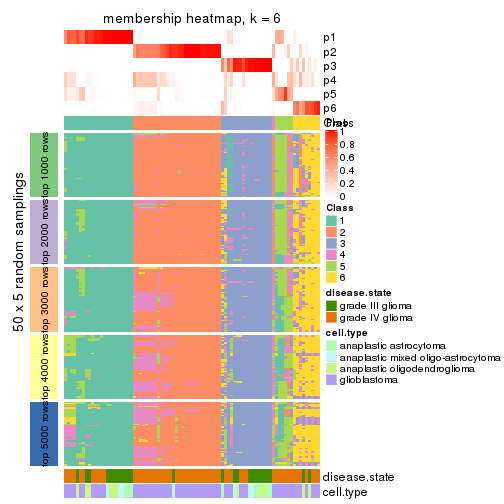 membership heatmap, k = 6
p1
p2
p3
p4
p5
p6
Class
Prob
1
0.8
0.6
0.4
0.2
0
Class
1
2
3
4
5
6
disease.state
grade III glioma
grade IV glioma
cell.type
anaplastic astrocytoma
anaplastic mixed oligo-astrocytoma
anaplastic oligodendroglioma
glioblastoma
50 x 5 random samplings
top 1000 rows
top 2000 rows
top 3000 rows
top 4000 rows
top 5000 rows
disease.state
cell.type